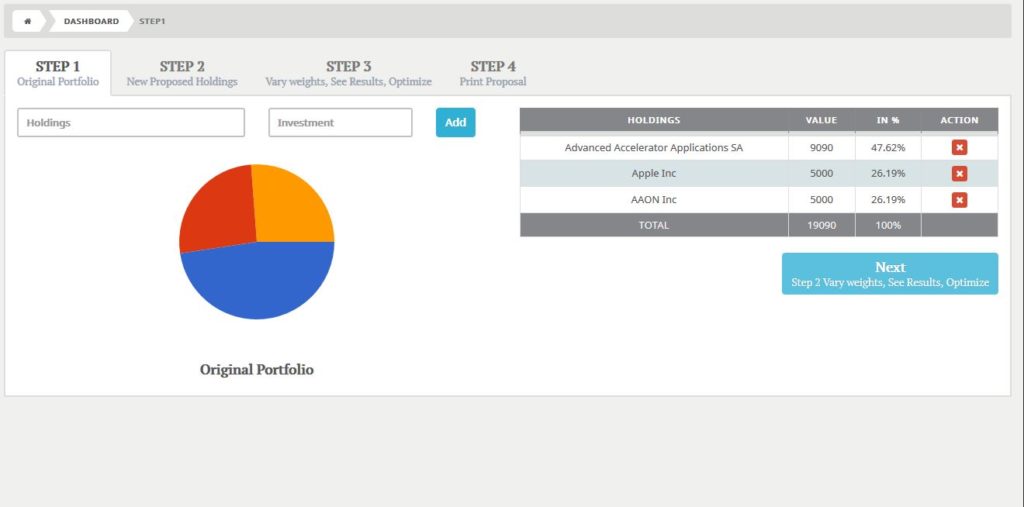 DASHBOARD STEP1
STEP 1 STEP 2 STEP 3 STEP 4
Original Portfolio New Proposed Holdings Vary weights, See Results, Optimize Print Proposal
Holdings Investment Add
HOLDINGS VALUE IN % ACTION
Advanced Accelerator Applications SA 9090 47.62%
Apple Inc 5000 26.19%
AAON Inc 5000 26.19%
TOTAL 19090 100%
Next
Step 2 Vary weights, See Results, Optimize
Original Portfolio